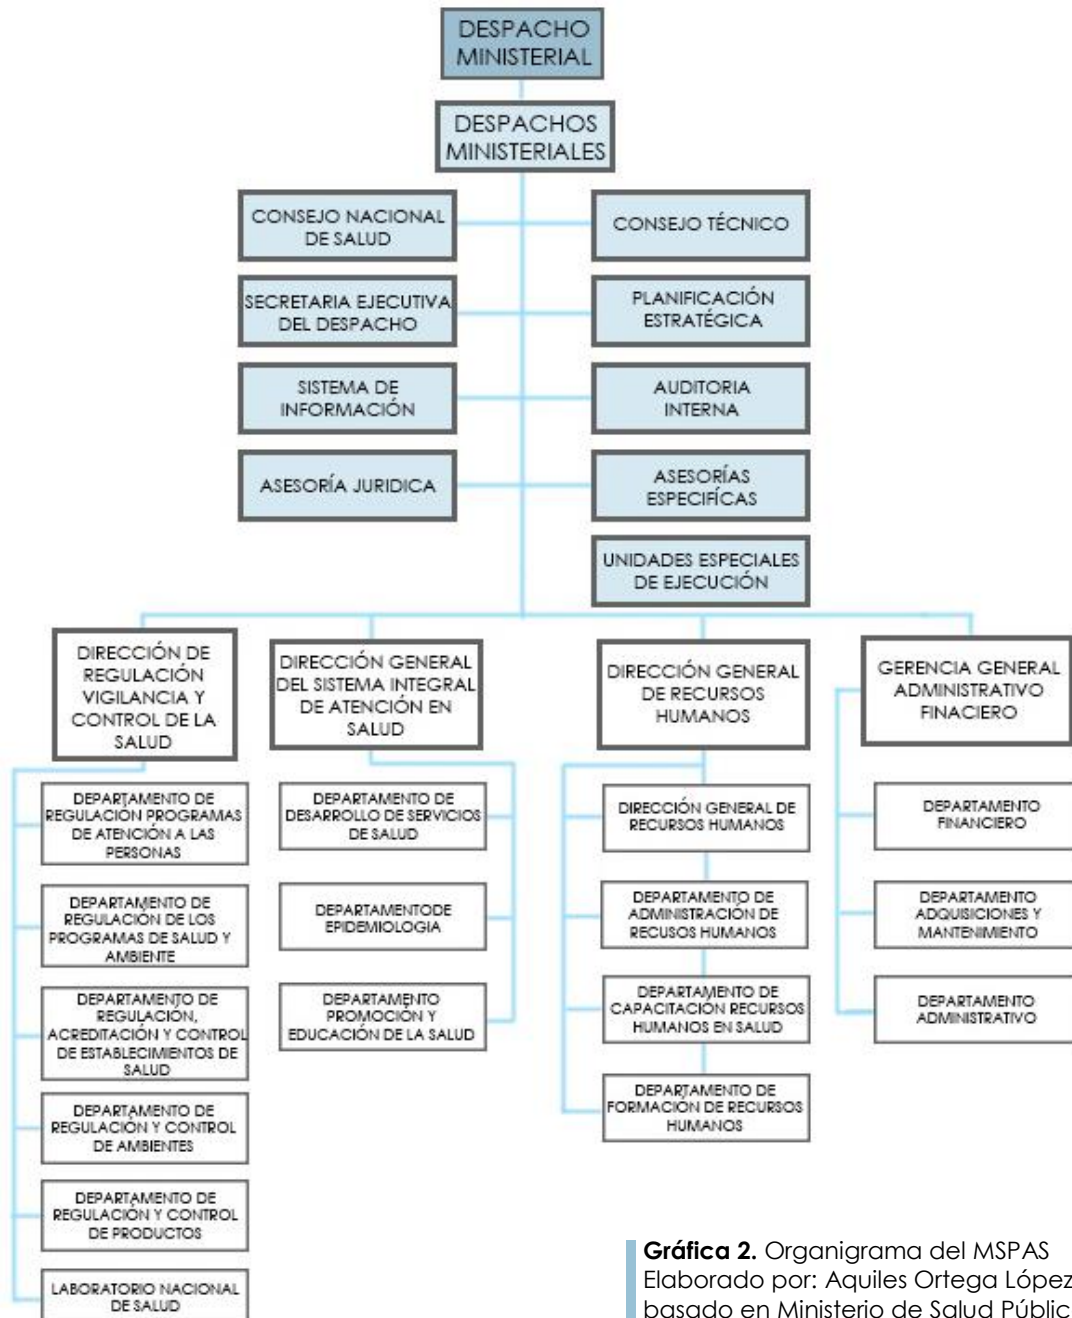 DESPACHO
MINISTERIAL
DESPACHOS
MINISTERIALES
CONSEJO NACIONAL
DE SALUD
CONSEJO TÉCNICO
SECRETARIA EJECUTIVA
DEL DESPACHO
PLANIFICACIÓN
ESTRATÉGICA
SISTEMA DE
INFORMACIÓN
AUDITORIA
INTERNA
ASESORÍA JURIDICA
ASESORÍAS
ESPECIFÍCAS
UNIDADES ESPECIALES
DE EJECUCIÓN
DIRECCIÓN DE
REGULACIÓN
VIGILANCIA Y
CONTROL DE LA
SALUD
DIRECCIÓN GENERAL
DEL SISTEMA INTEGRAL
DE ATENCIÓN EN
SALUD
DIRECCIÓN GENERAL
DE RECURSOS
HUMANOS
GERENCIA GENERAL
ADMINISTRATIVO
FINACIERO
DEPARTAMENTO DE
REGULACIÓN PROGRAMAS
DE ATENCIÓN A LAS
PERSONAS
DEPARTAMENTO DE
REGULACIÓN DE LOS
PROGRAMAS DE SALUD Y
AMBIENTE
DEPARTAMENTO DE
REGULACIÓN,
ACREDITACIÓN Y CONTROL
DE ESTABLECIMIENTOS DE
SALUD
DEPARTAMENTO DE
REGULACIÓN Y CONTROL
DE AMBIENTES
DEPARTAMENTO DE
REGULACIÓN Y CONTROL
DE PRODUCTOS
LABORATORIO NACIONAL
DE SALUD
DEPARTAMENTO DE
DESARROLLO DE SERVICIOS
DE SALUD
DEPARTAMENTODE
EPIDEMIOLOGIA
DEPARTAMENTO
PROMOCIÓN Y
EDUCACIÓN DE LA SALUD
DIRECCIÓN GENERAL DE
RECURSOS HUMANOS
DEPARTAMENTO DE
ADMINISTRACIÓN DE
RECUSOS HUMANOS
DEPARTAMENTO DE
CAPACITACIÓN RECURSOS
HUMANOS EN SALUD
DEPARTAMENTO DE
FORMACIÓN DE RECURSOS
HUMANOS
DEPARTAMENTO
FINANCIERO
DEPARTAMENTO
ADQUISICIONES Y
MANTENIMIENTO
DEPARTAMENTO
ADMINISTRATIVO
Gráfica 2. Organigrama del MSPAS
Elaborado por: Aquiles Ortega López
basado en Ministerio de Salud Públic